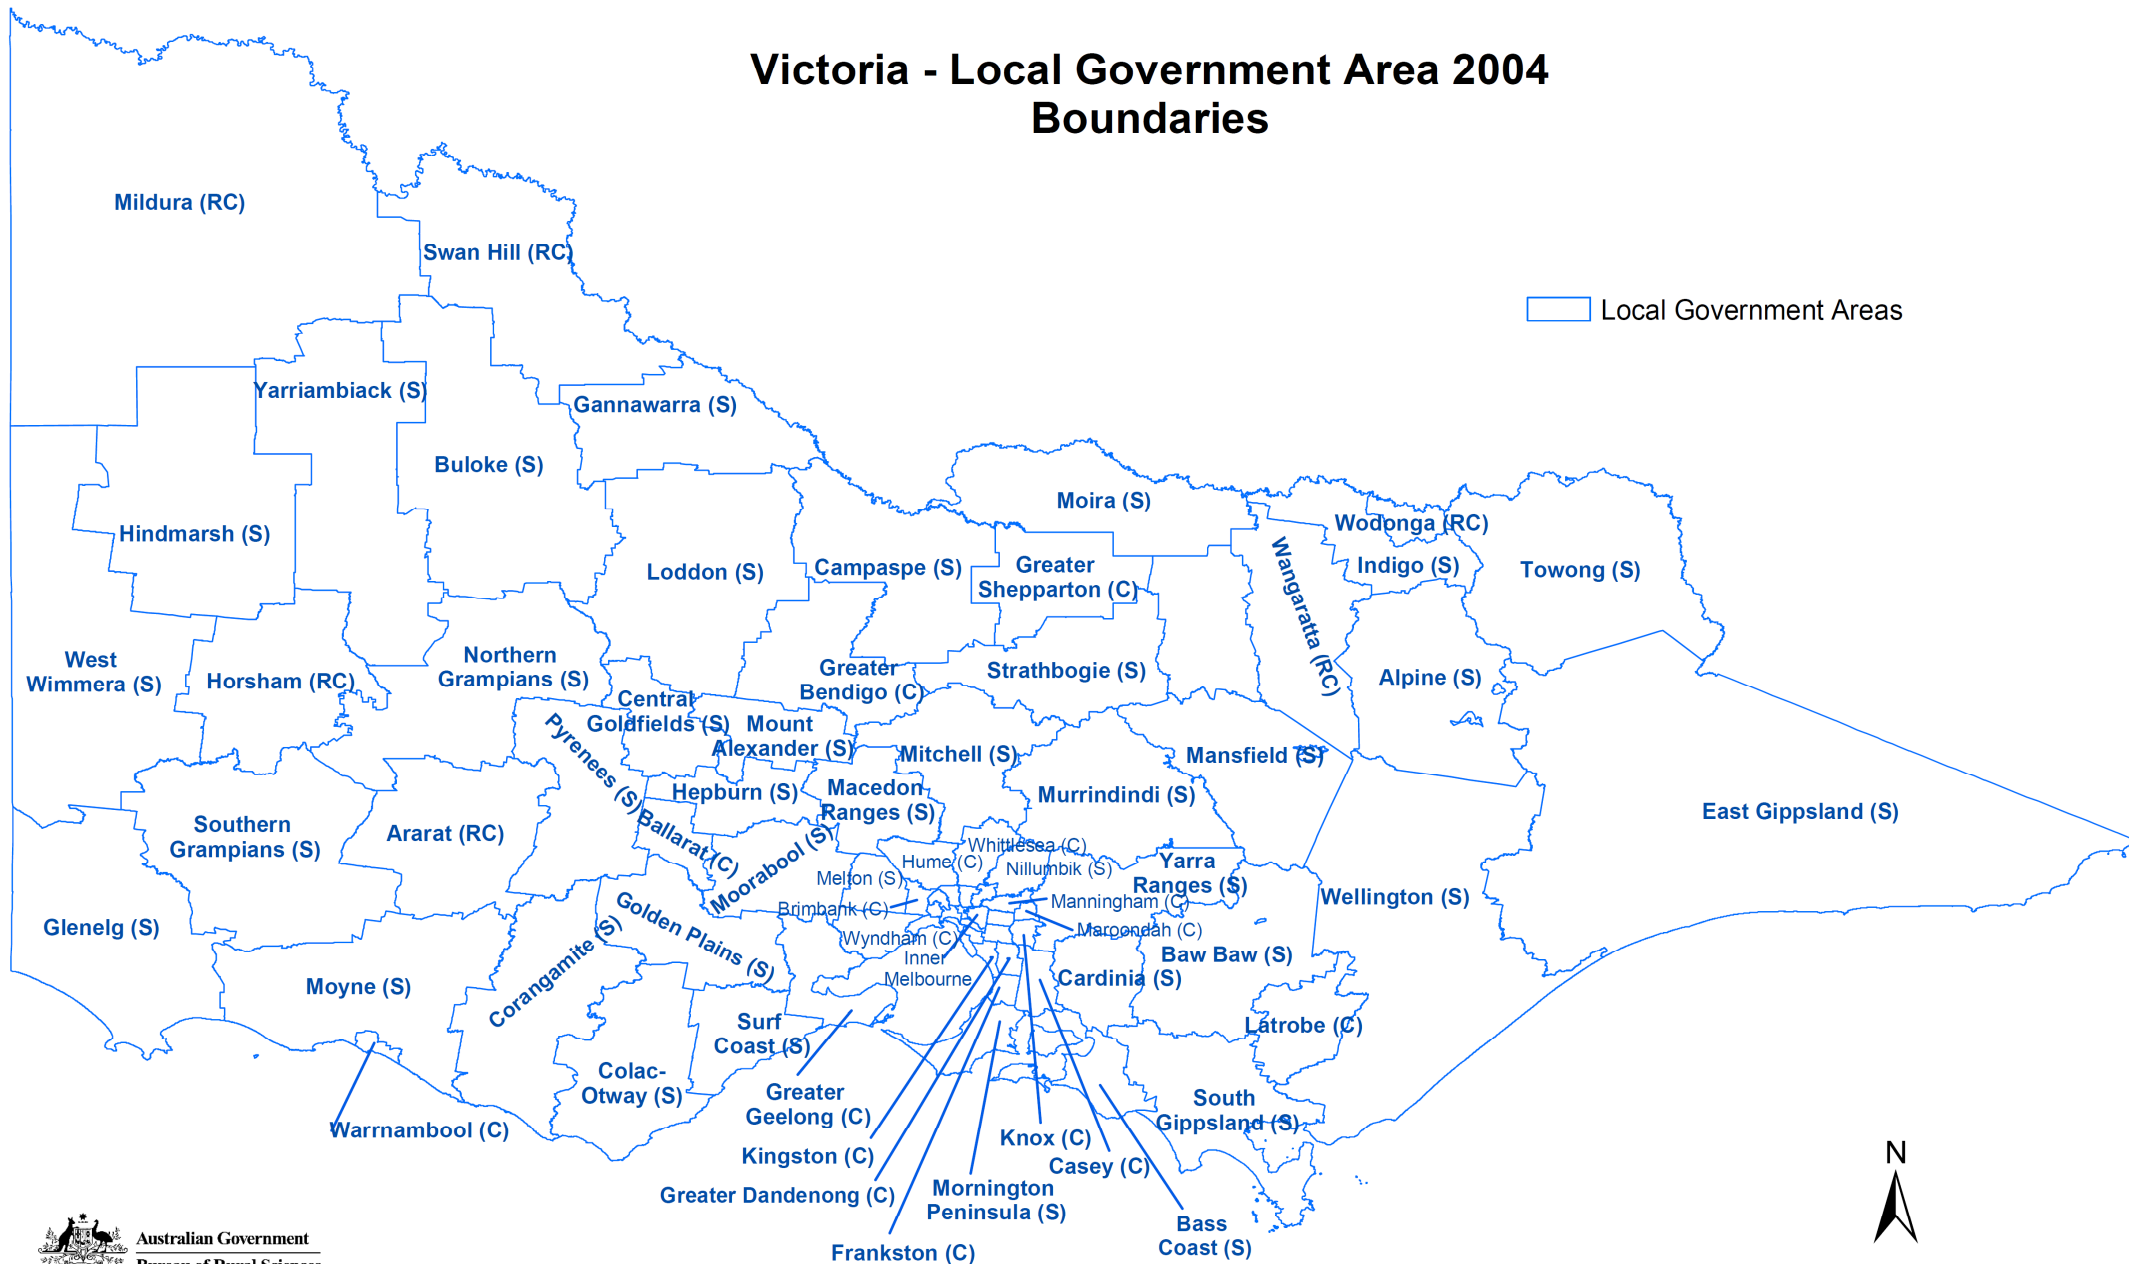 Victoria - Local Government Area 2004
Boundaries
Local Government Areas
Mildura (RC)
Swan Hill (RC)
Yarriambiack (S)
Gannawarra (S)
Buloke (S)
Hindmarsh (S)
Moira (S)
Wodonga (RC)
Indigo (S)
Towong (S)
Wangaratta (RC)
Loddon (S)
Campaspe (S)
Greater
Shepparton (C)
West
Wimmera (S)
Horsham (RC)
Northern
Grampians (S)
Greater
Bendigo (C)
Strathbogie (S)
Alpine (S)
Central
Goldfields (S)
Mount
Alexander (S)
Pyrenees (S)
Mitchell (S)
Mansfield (S)
Hepburn (S)
Macedon
Ranges (S)
Murrindindi (S)
East Gippsland (S)
Southern
Grampians (S)
Ararat (RC)
Ballarat (C)
Moorabool (S)
Whittlesea (C)
Hume (C)
Nillumbik (S)
Melton (S)
Yarra
Ranges (S)
Manningham (C)
Wellington (S)
Brimbank (C)
Maroondah (C)
Glenelg (S)
Golden Plains (S)
Wyndham (C)
Inner
Melbourne
Baw Baw (S)
Cardinia (S)
Moyne (S)
Corangamite (S)
Surf
Coast (S)
Latrobe (C)
Colac-
Otway (S)
Greater
Geelong (C)
South
Gippsland (S)
Warrnambool (C)
Kingston (C)
Knox (C)
Casey (C)
Greater Dandenong (C)
Mornington
Peninsula (S)
Bass
Coast (S)
Frankston (C)
N
Australian Government
Bureau of Rural Sciences